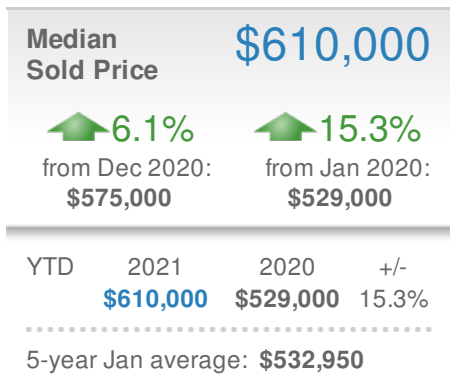 Median
Sold Price
$610,000
6.1%
from Dec 2020:
$575,000
15.3%
from Jan 2020:
$529,000
YTD 2021 2020 +/-
$610,000 $529,000 15.3%
5-year Jan average: $532,950